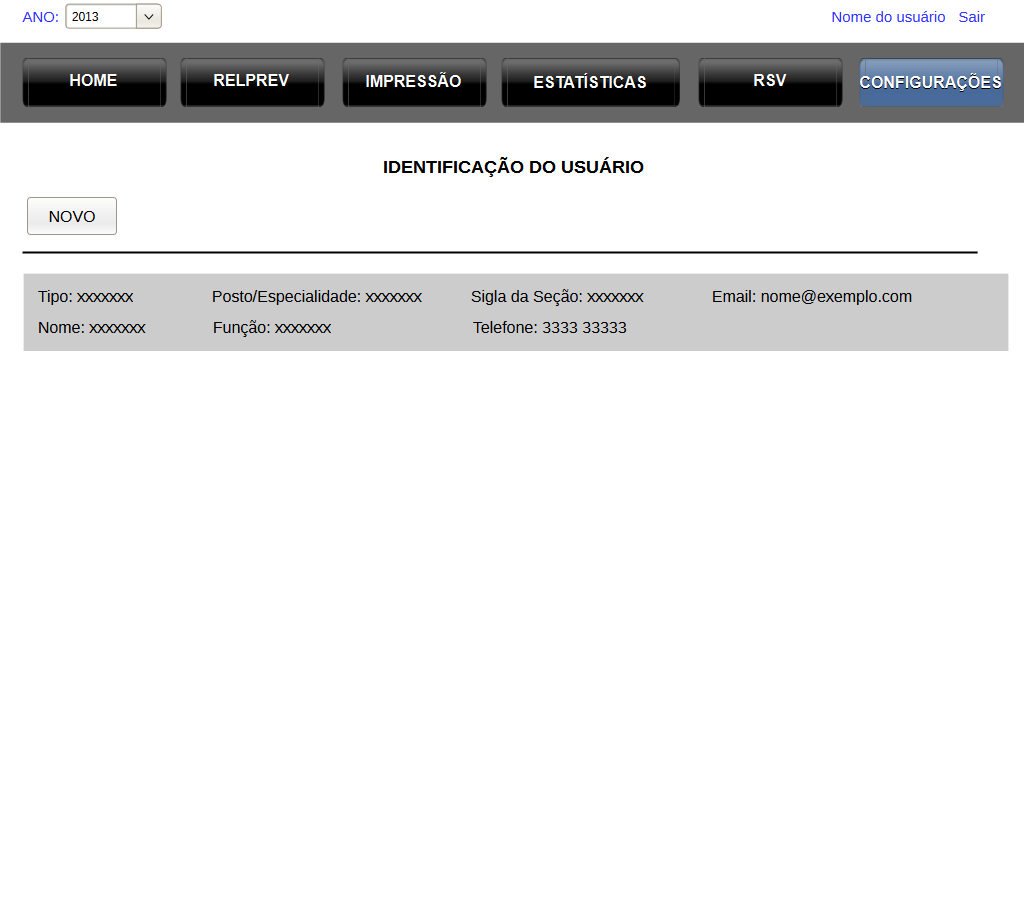 ANO: 2013 Nome do usuário Sair
HOME RELPREV IMPRESSÃO ESTATÍSTICAS RSV CONFIGURAÇÕES
IDENTIFICAÇÃO DO USUÁRIO
NOVO
Tipo: xxxxxxx Posto/Especialidade: xxxxxxx Sigla da Seção: xxxxxxx Email: nome@exemplo.com
Nome: xxxxxxx Função: xxxxxxx Telefone: 3333 33333